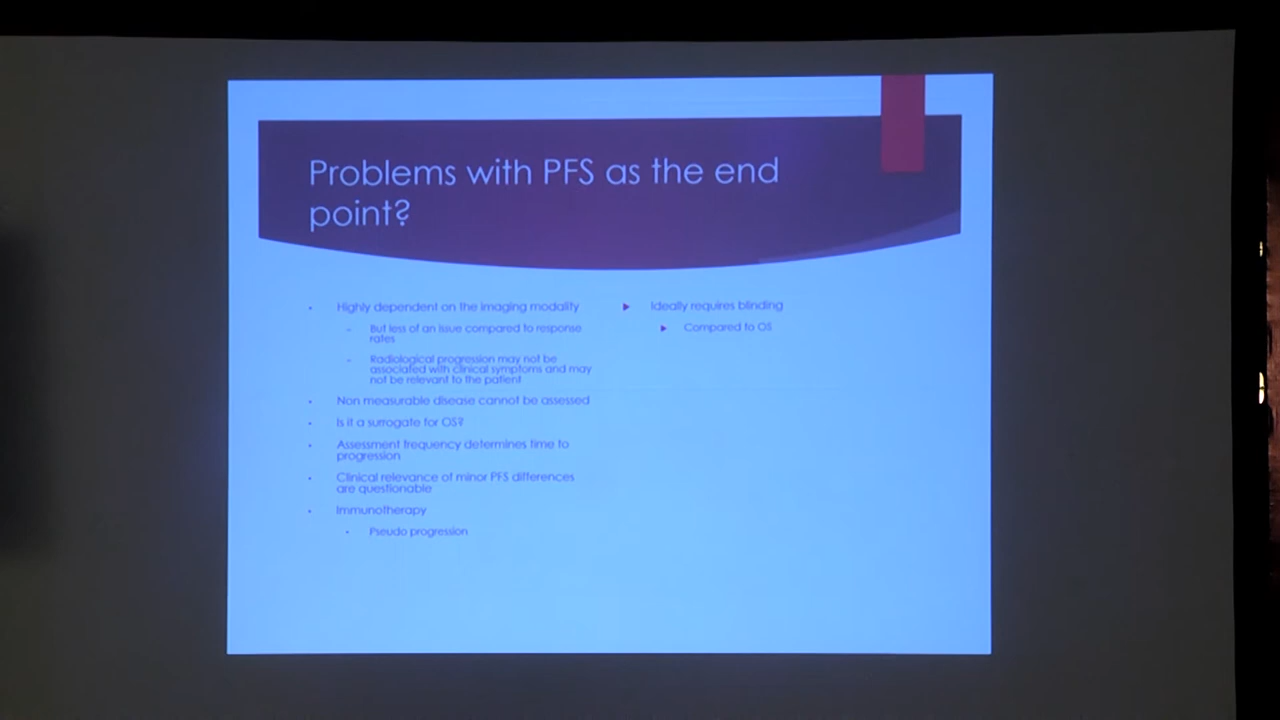 Problems with PFS as the end
point?
Highly dependent on the imaging modality
But less of an issue compared to response
rates
Radiological progression may not be
associated with clinical symptoms and may
not be relevant to the patient
Non measurable disease cannot be assessed
Is it a surrogate for OS?
Assessment frequency determines time to
progression
Clinical relevance of minor PFS differences
are questionable
Immunotherapy
Pseudo progression
Ideally requires blinding
Compared to OS